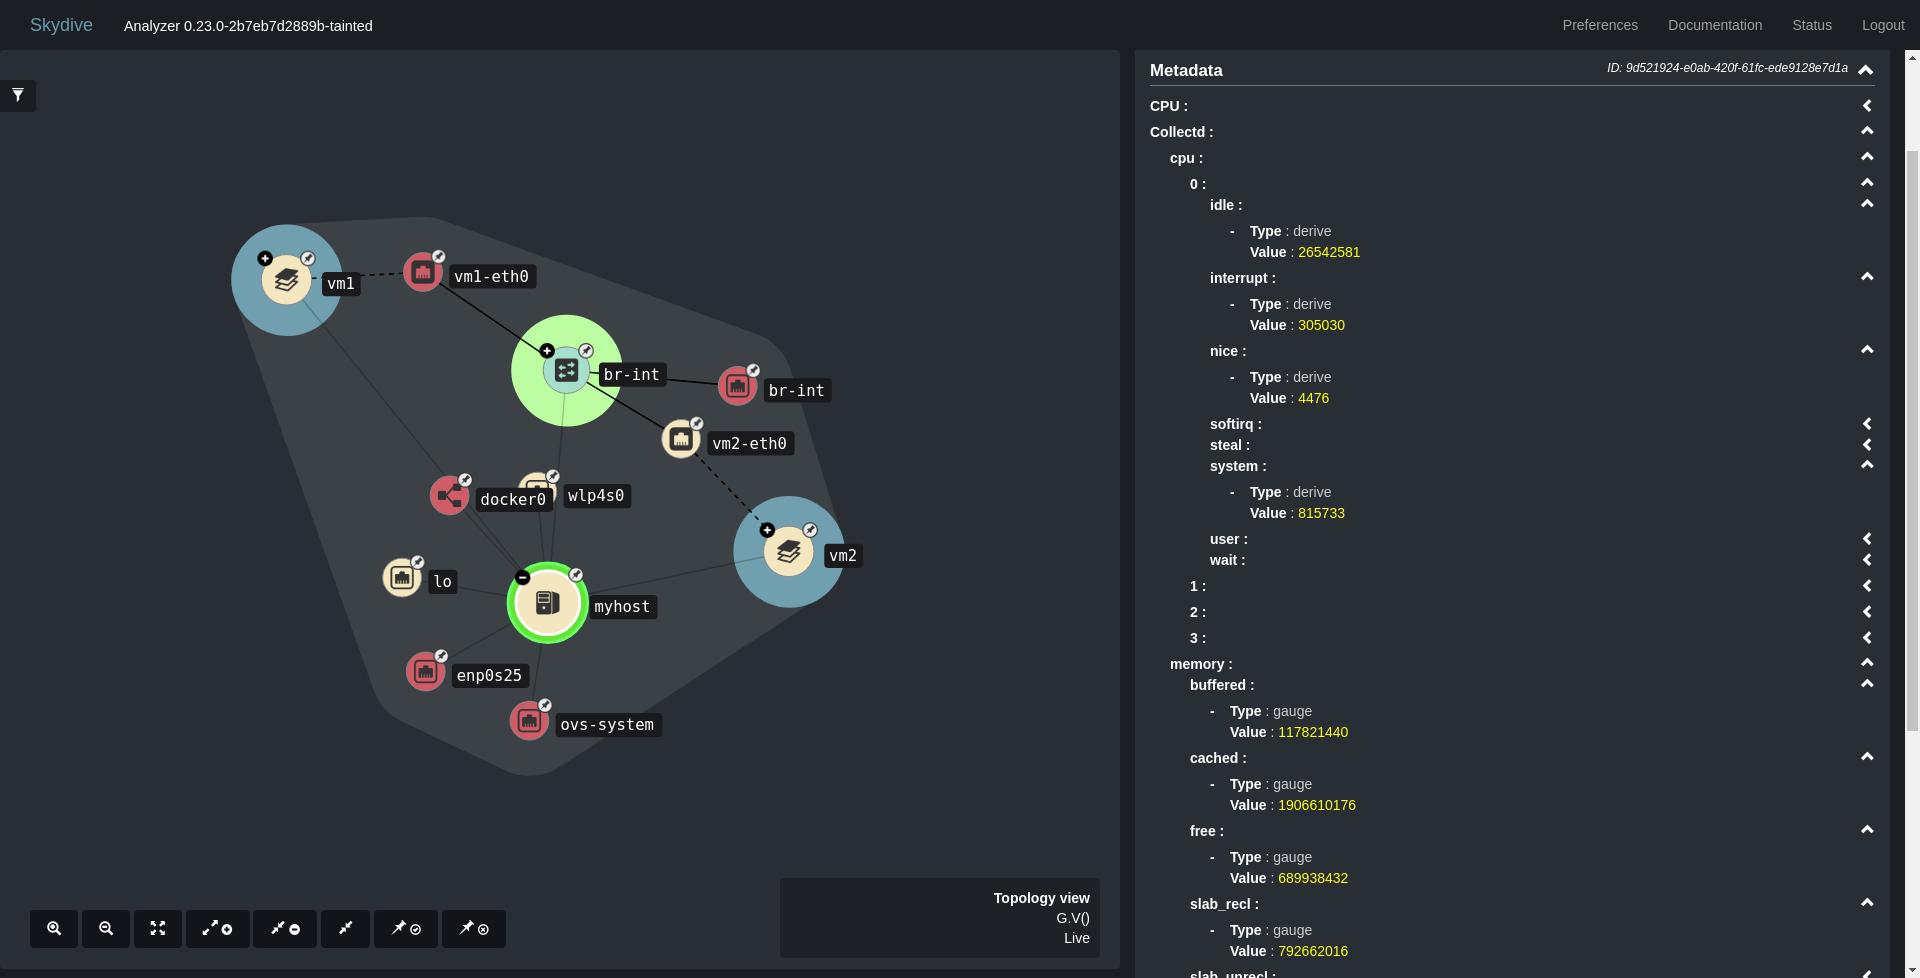 Skydive
Analyzer 0.23.0-2b7eb7d2889b-tainted
Preferences
Documentation
Status
Logout
vm1
vm1-eth0
br-int
br-int
vm2-eth0
docker0
wlp4s0
vm2
lo
myhost
enp0s25
ovs-system
Topology view
G.V()
Live
Metadata
ID: 9d521924-e0ab-420f-61fc-ede9128e7d1a
CPU :
Collectd :
cpu :
0 :
idle :
- Type : derive
Value : 26542581
interrupt :
- Type : derive
Value : 305030
nice :
- Type : derive
Value : 4476
softirq :
steal :
system :
- Type : derive
Value : 815733
user :
wait :
1 :
2 :
3 :
memory :
buffered :
- Type : gauge
Value : 117821440
cached :
- Type : gauge
Value : 1906610176
free :
- Type : gauge
Value : 689938432
slab_recl :
- Type : gauge
Value : 792662016
slab_unrecl :